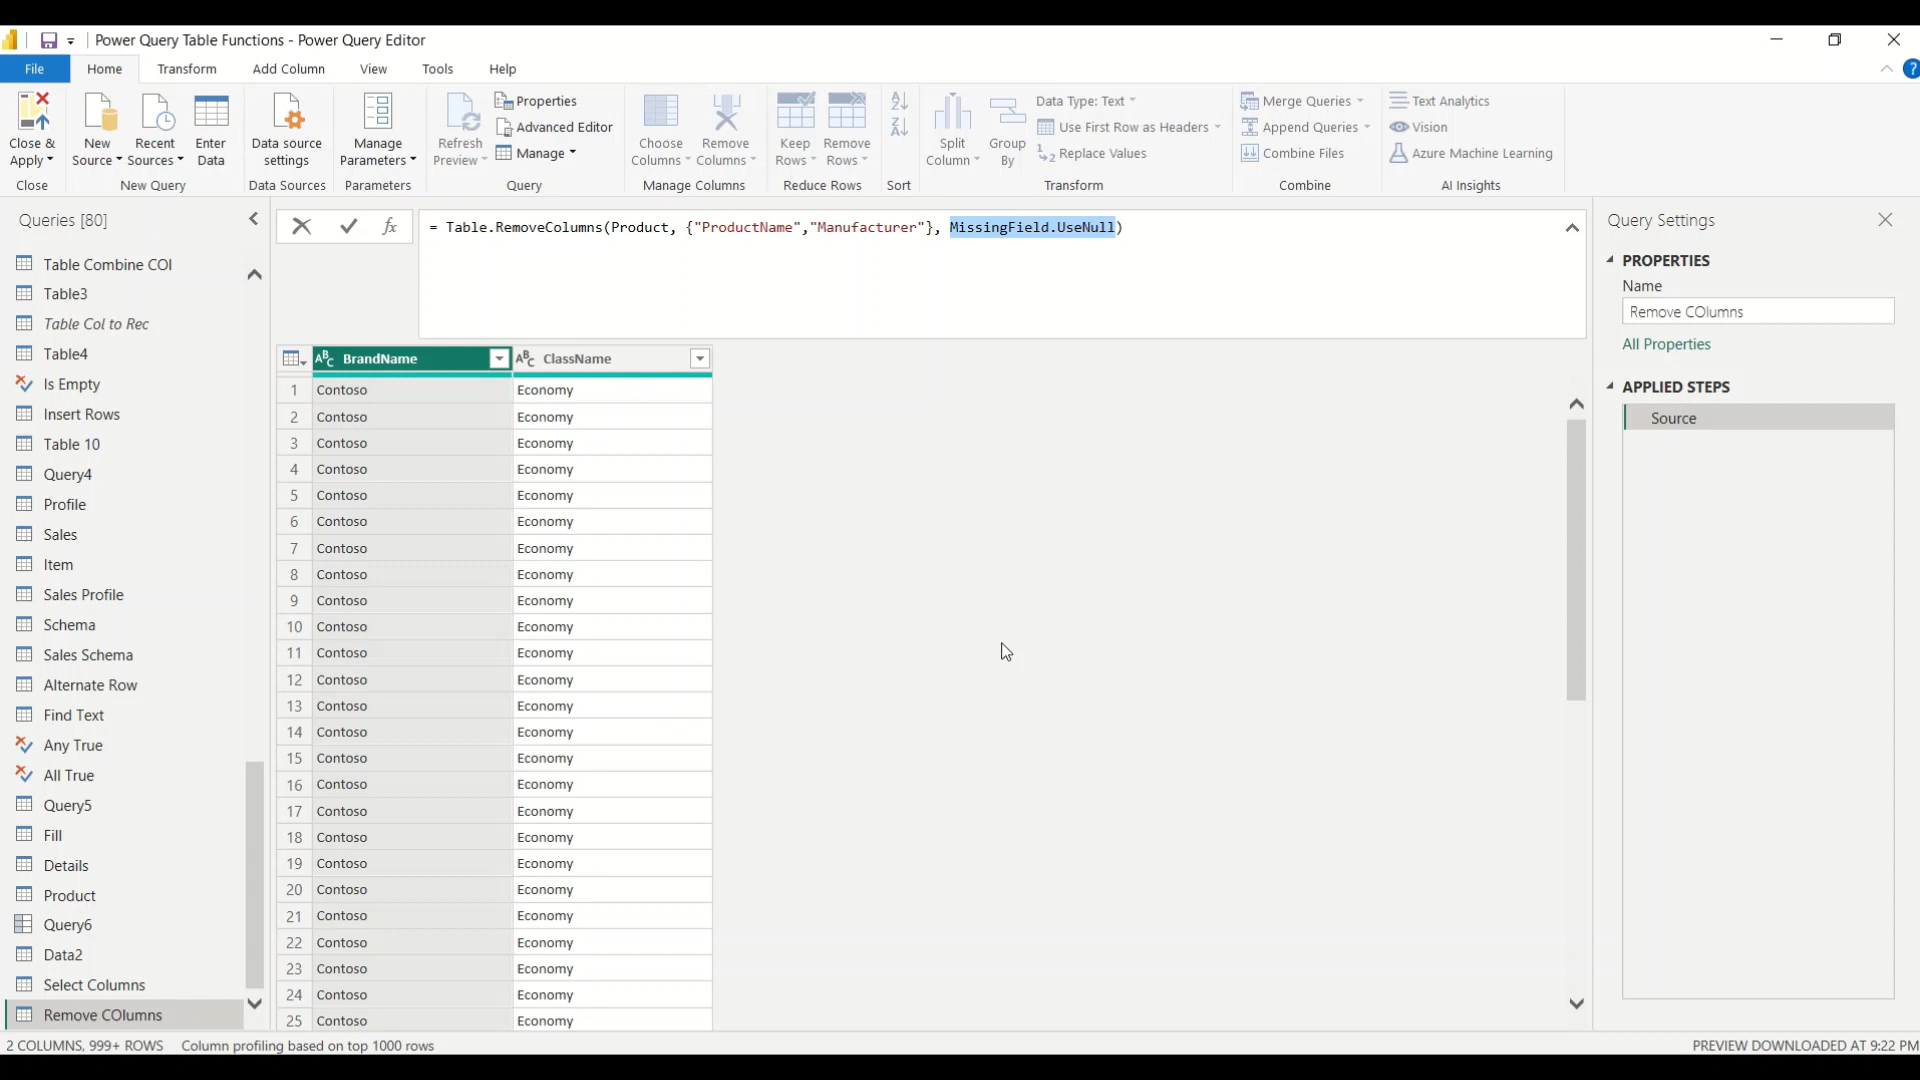 Power Query Table Functions - Power Query Editor
File Home Transform Add Column View Tools Help
?
Close & Apply
New Source
Recent Sources
Enter Data
Data source settings
Manage Parameters
Refresh Preview
Properties
Advanced Editor
Manage
Choose Columns
Remove Columns
Keep Rows
Remove Rows
Split Column
Group By
Data Type: Text
Use First Row as Headers
Replace Values
Merge Queries
Append Queries
Combine Files
Text Analytics
Vision
Azure Machine Learning
Close New Query Data Sources Parameters Query Manage Columns Reduce Rows Sort Transform Combine AI Insights
Queries [80]
Table Combine COl
Table3
Table Col to Rec
Table4
Is Empty
Insert Rows
Table 10
Query4
Profile
Sales
Item
Sales Profile
Schema
Sales Schema
Alternate Row
Find Text
Any True
All True
Query5
Fill
Details
Product
Query6
Data2
Select Columns
Remove COlumns
fx
= Table.RemoveColumns(Product, {"ProductName","Manufacturer"}, MissingField.UseNull)
BrandName ClassName
1 Contoso Economy
2 Contoso Economy
3 Contoso Economy
4 Contoso Economy
5 Contoso Economy
6 Contoso Economy
7 Contoso Economy
8 Contoso Economy
9 Contoso Economy
10 Contoso Economy
11 Contoso Economy
12 Contoso Economy
13 Contoso Economy
14 Contoso Economy
15 Contoso Economy
16 Contoso Economy
17 Contoso Economy
18 Contoso Economy
19 Contoso Economy
20 Contoso Economy
21 Contoso Economy
22 Contoso Economy
23 Contoso Economy
24 Contoso Economy
25 Contoso Economy
Query Settings
PROPERTIES
Name
Remove COlumns
All Properties
APPLIED STEPS
Source
2 COLUMNS, 999+ ROWS Column profiling based on top 1000 rows
PREVIEW DOWNLOADED AT 9:22 PM